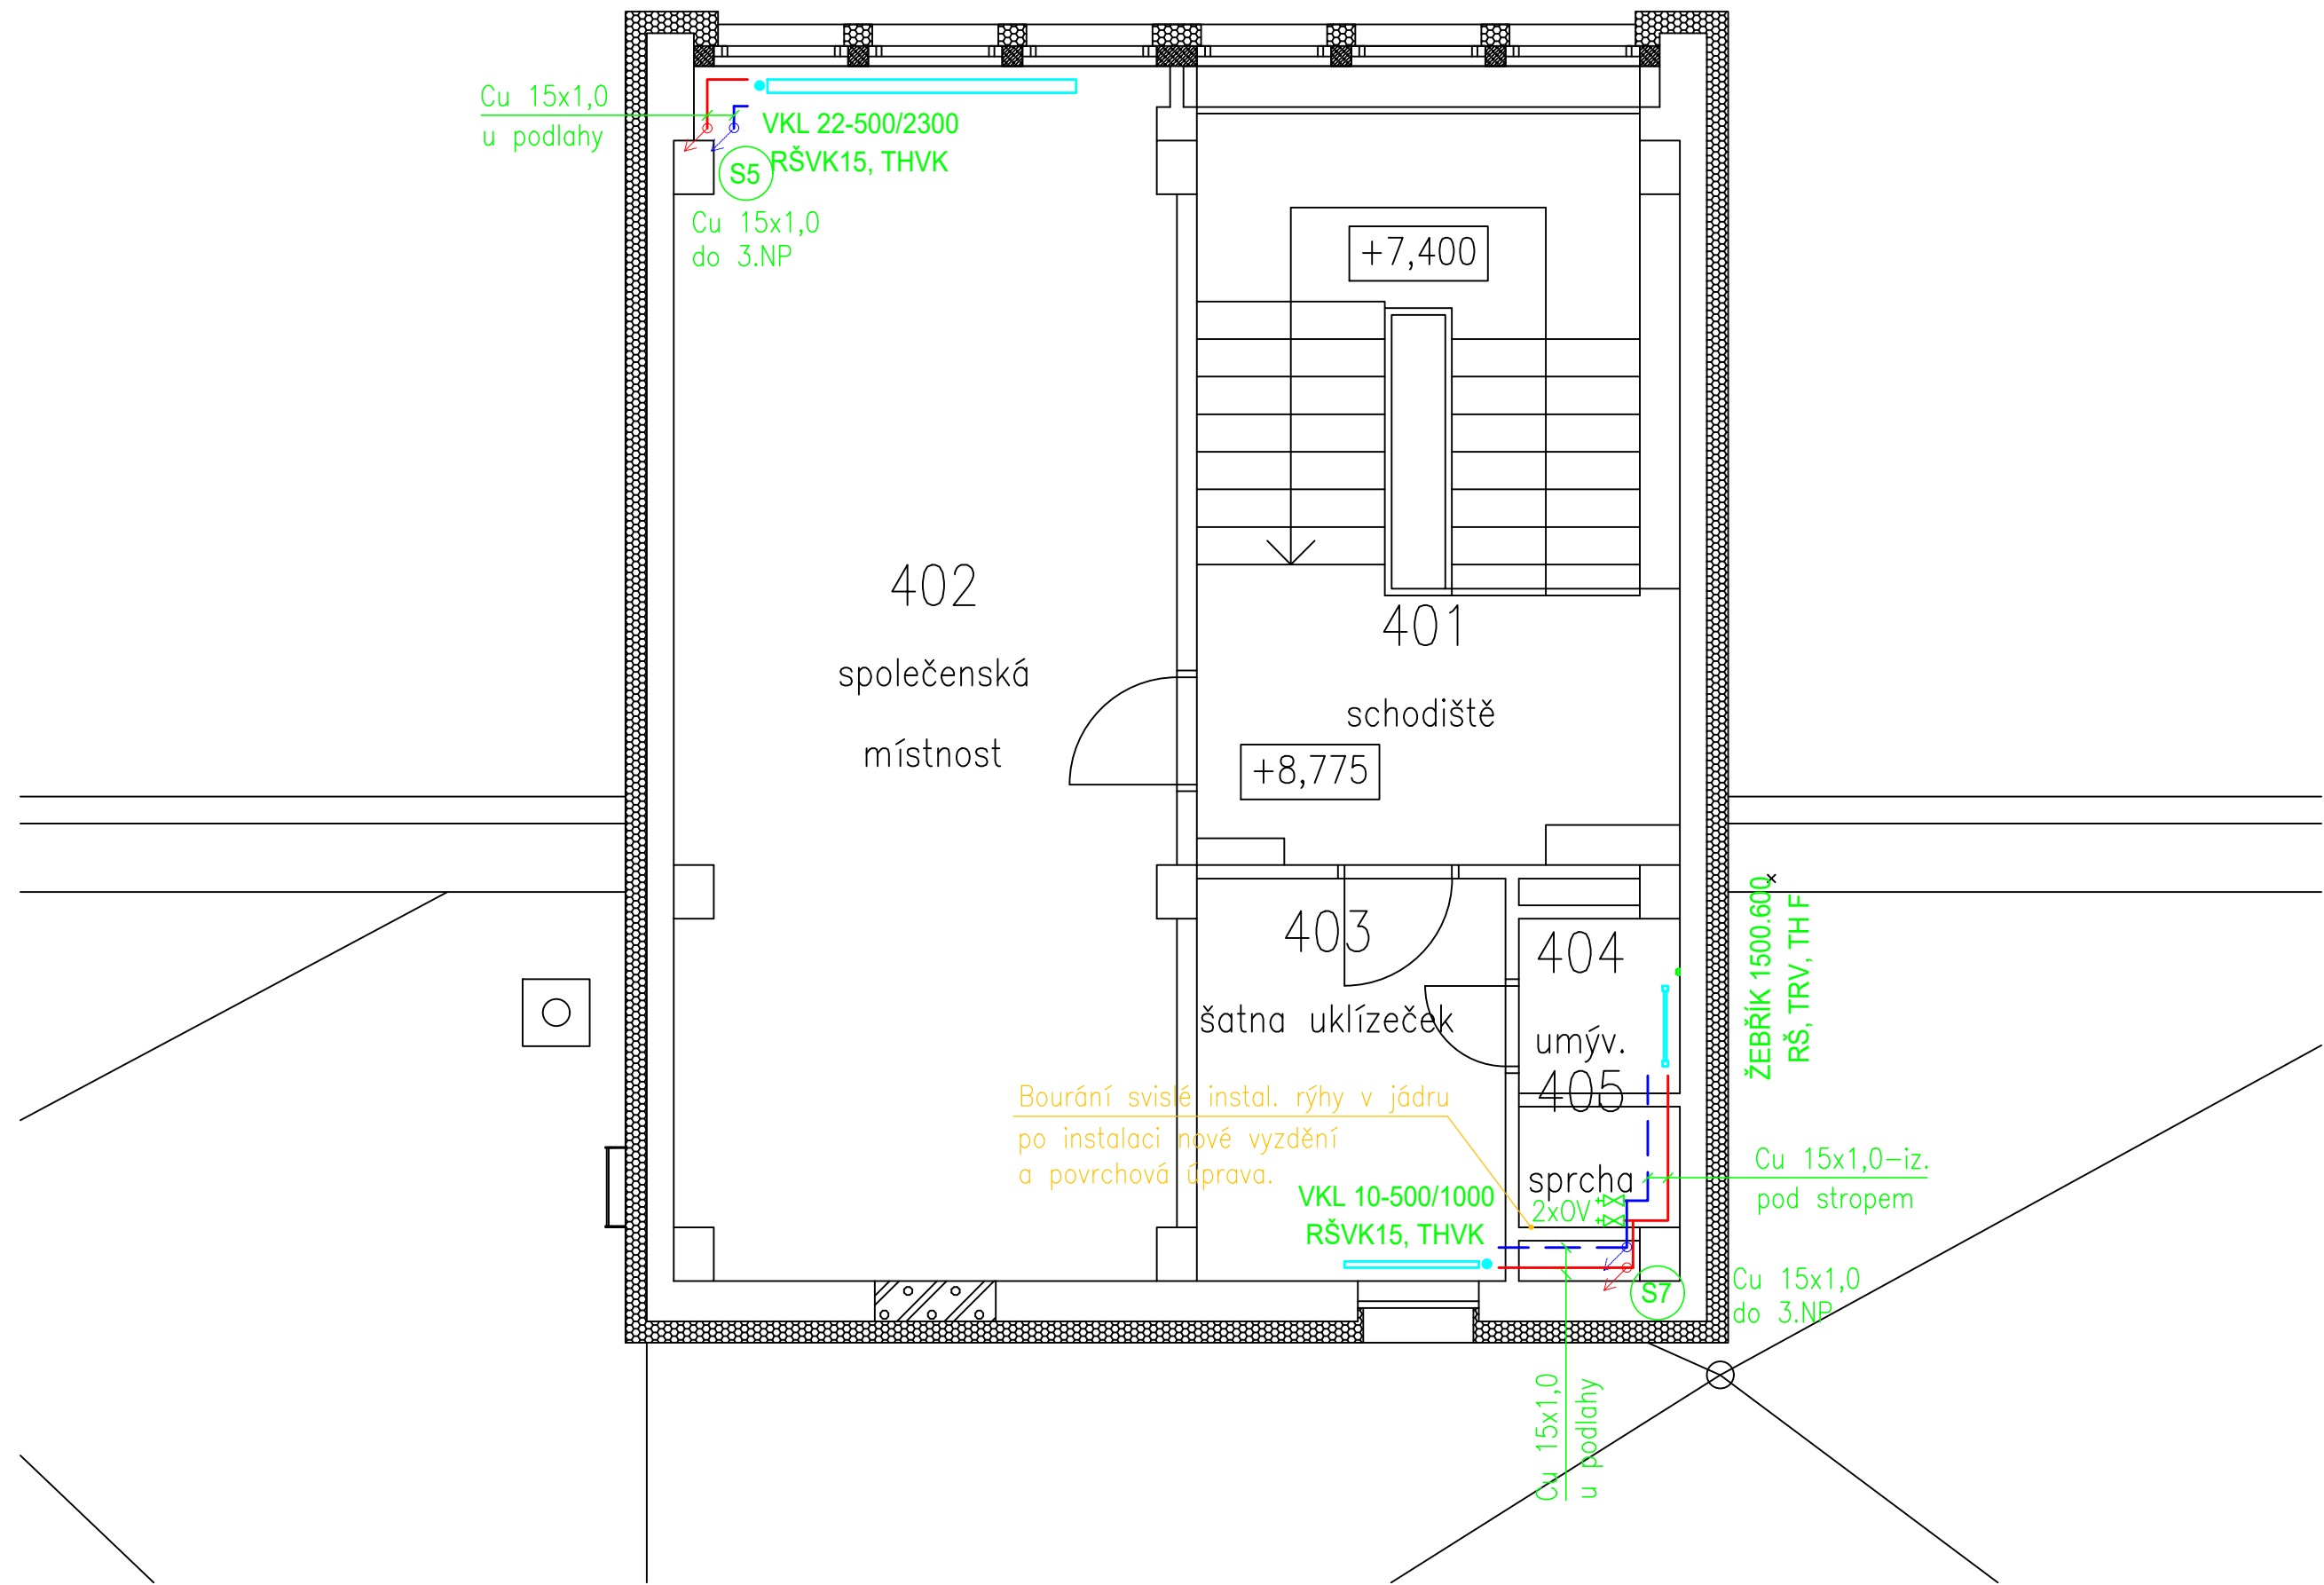 Cu 15x1,0
u podlahy
VKL 22-500/2300
RŠVK15, THVK
S5
Cu 15x1,0
do 3.NP
+7,400
402
společenská
místnost
401
schodiště
+8,775
403
šatna uklízeček
404
umýv.
405
sprcha
ŽEBŘÍK 1500.600
RŠ, TRV, TH F
Bourání svislé instal. rýhy v jádru
po instalaci nové vyzdění
a povrchová úprava.
Cu 15x1,0-iz.
pod stropem
2xOV
VKL 10-500/1000
RŠVK15, THVK
S7
Cu 15x1,0
do 3.NP
Cu 15x1,0
u podlahy